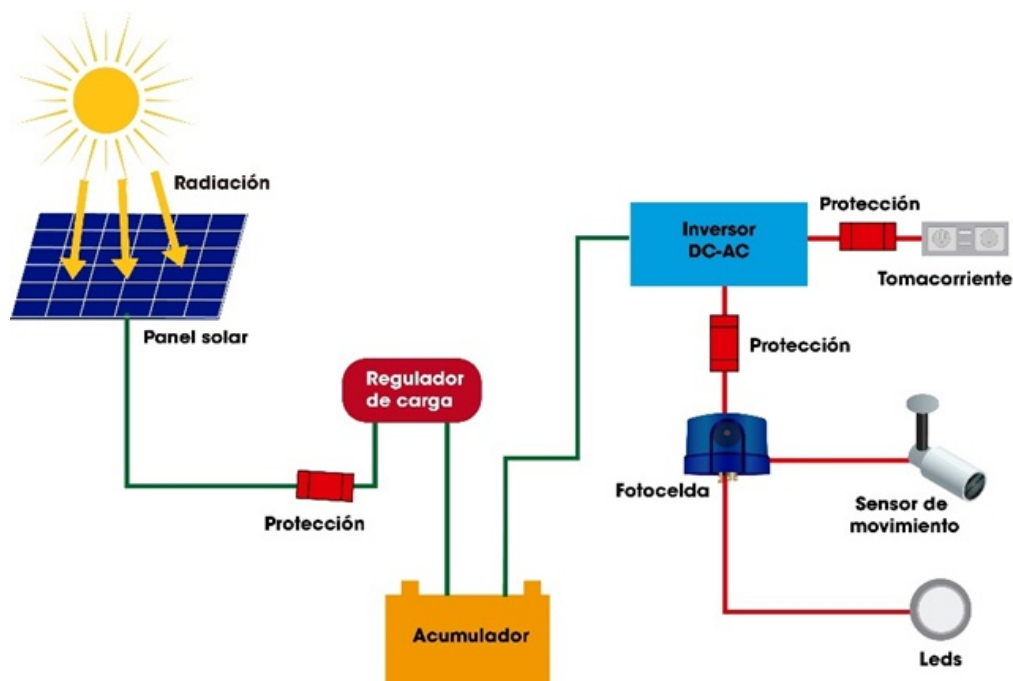 Radiación
Panel solar
Regulador
de carga
Protección
Acumulador
Inversor
DC-AC
Protección
Tomacorriente
Protección
Fotocelda
Sensor de
movimiento
Leds